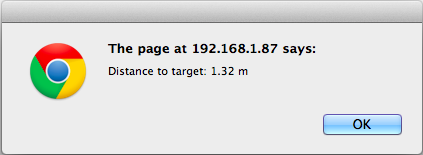 The page at 192.168.1.87 says:
Distance to target: 1.32 m
OK